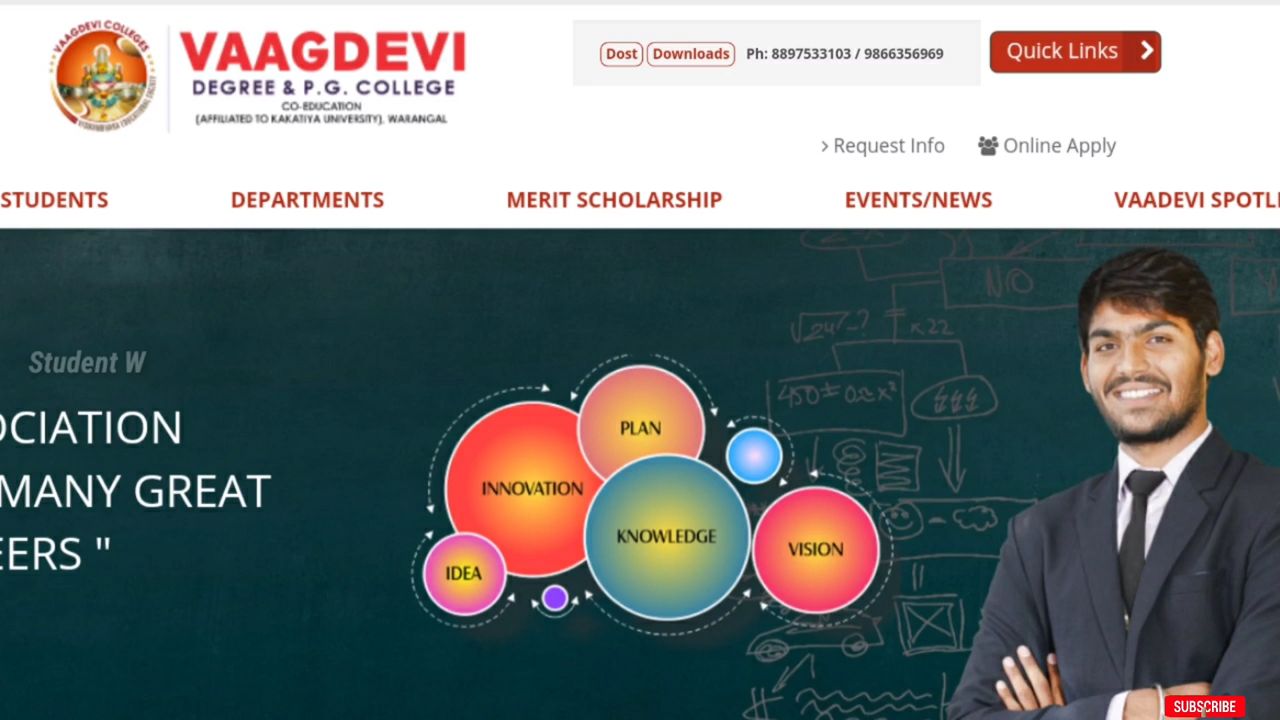 VAAGDEVI COLLEGES
VAAGDEVI
DEGREE & P.G. COLLEGE
CO-EDUCATION
(AFFILIATED TO KAKATIYA UNIVERSITY), WARANGAL
Dost Downloads Ph: 8897533103 / 9866356969
Quick Links
Request Info Online Apply
STUDENTS DEPARTMENTS MERIT SCHOLARSHIP EVENTS/NEWS VAADEVI SPOTLI
N/O
Student W
OCIATION
MANY GREAT
EERS "
PLAN
INNOVATION
KNOWLEDGE
VISION
IDEA
SUBSCRIBE